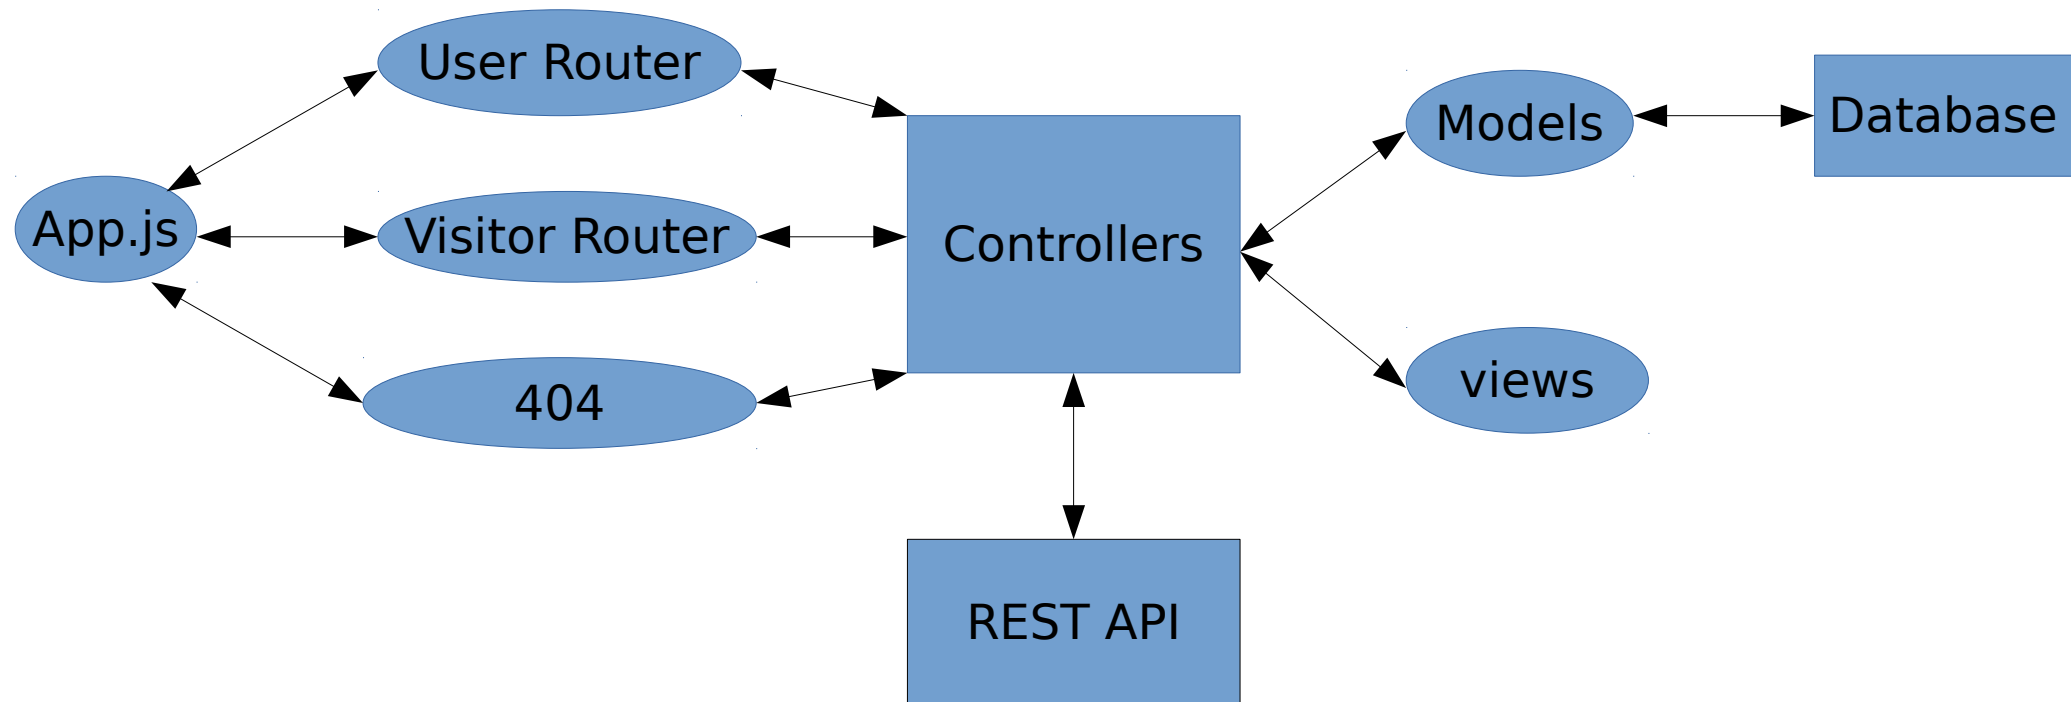 User Router
Models
Database
App.js
Visitor Router
Controllers
404
views
REST API